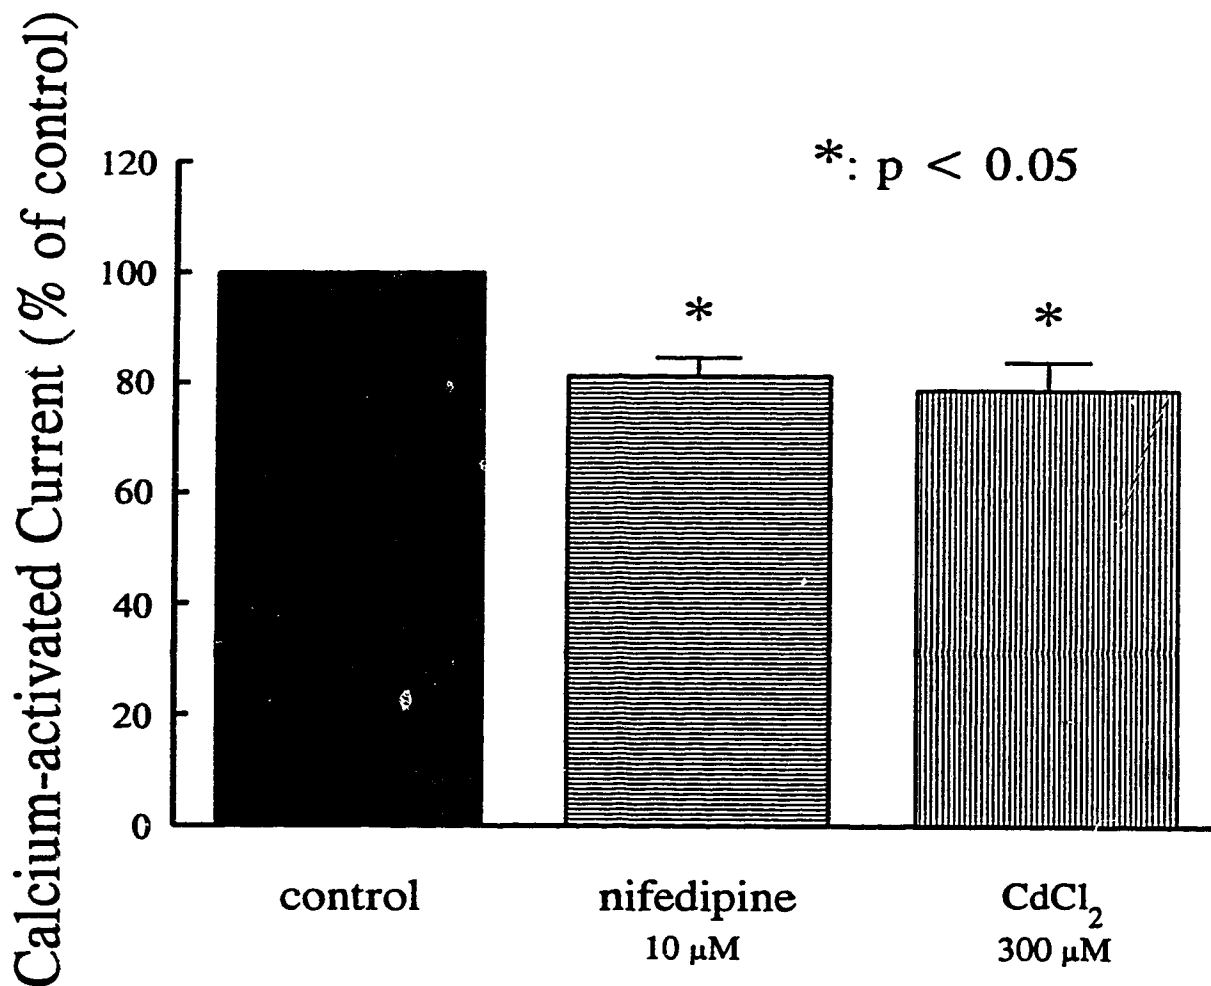 Calcium-activated Current (% of control)
*: p < 0.05
120
100
80
60
40
20
0
*
*
control
nifedipine
10 μM
CdCl₂
300 μM